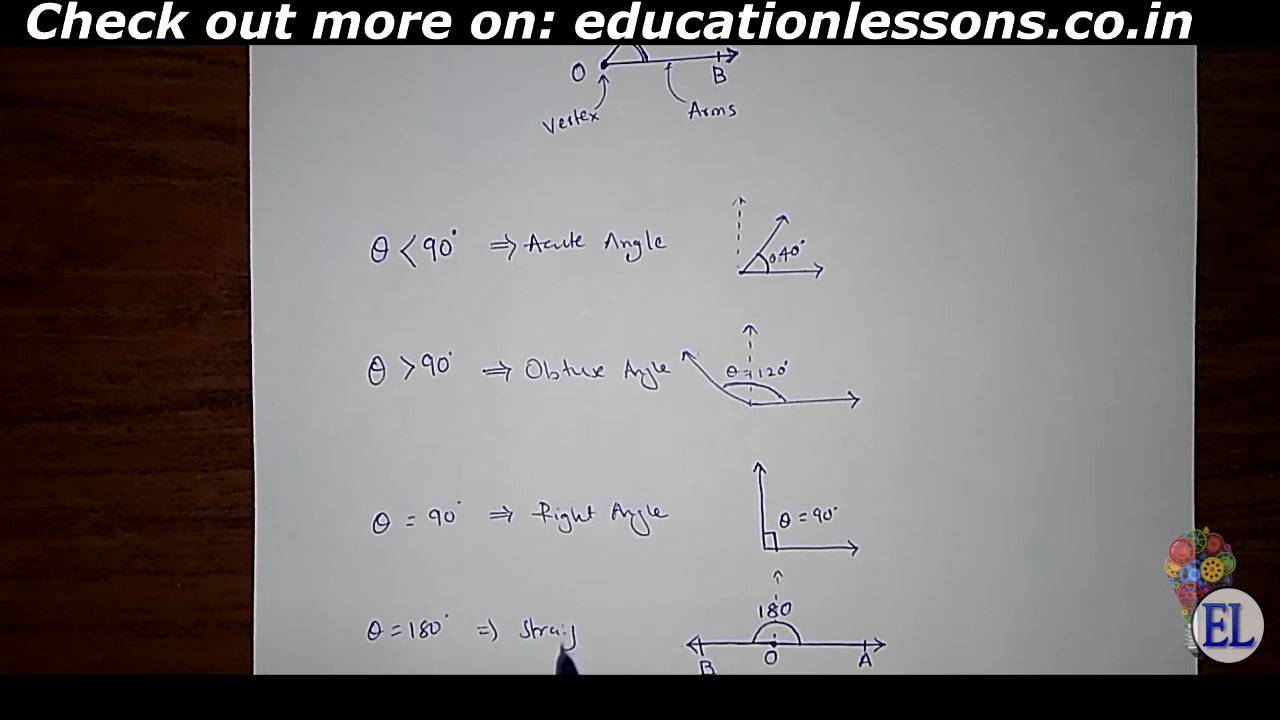 Check out more on: educationlessons.co.in
O B
Vertex Arms
θ < 90° ⇒ Acute Angle θ 40°
θ > 90° ⇒ Obtuse Angle θ = 120°
θ = 90° ⇒ Right Angle θ = 90°
θ = 180° ⇒ Straig 180
B O A
EL